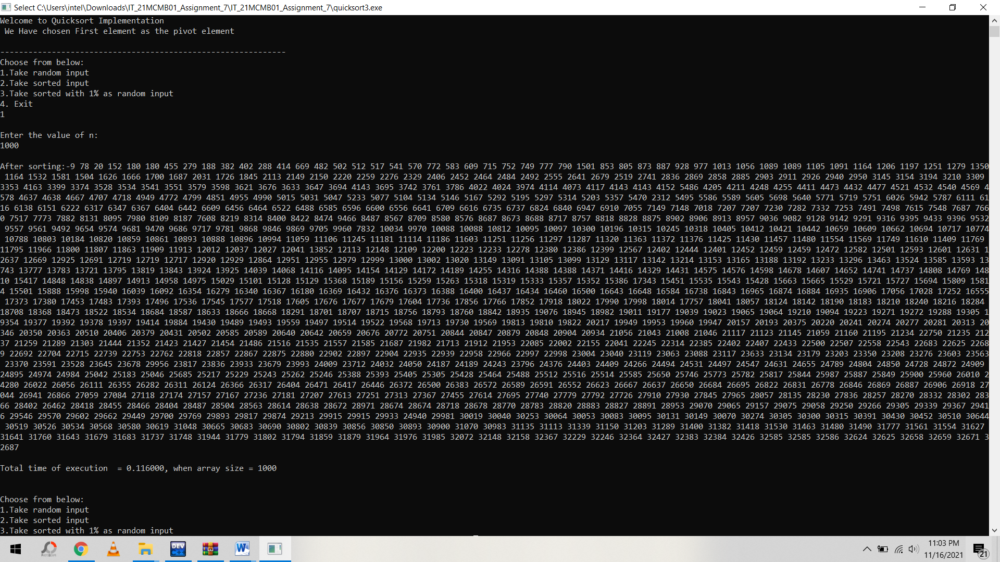 Select C:\Users\intel\Downloads\IT_21MCMB01_Assignment_7\IT_21MCMB01_Assignment_7\quicksort3.exe
Welcome to Quicksort Implementation
 We Have chosen First element as the pivot element
-------------------------------------------------------------
Choose from below:
1.Take random input
2.Take sorted input
3.Take sorted with 1% as random input
4. Exit
1
Enter the value of n:
1000
After sorting:-9 78 20 152 180 180 455 279 188 382 402 288 414 669 482 502 512 517 541 570 772 583 609 715 752 749 777 790 1501 853 805 873 887 928 977 1013 1056 1089 1089 1105 1091 1164 1206 1197 1251 1279 1350
 1164 1532 1581 1504 1626 1666 1700 1687 2031 1726 1845 2113 2149 2150 2220 2259 2276 2329 2406 2452 2464 2484 2492 2555 2641 2679 2519 2741 2836 2869 2858 2885 2903 2911 2926 2940 2950 3145 3154 3194 3210 3309
3353 4163 3399 3374 3528 3534 3541 3551 3579 3598 3621 3676 3633 3647 3694 4143 3695 3742 3761 3786 4022 4024 3974 4114 4073 4117 4143 4143 4152 5486 4205 4211 4248 4255 4411 4473 4432 4477 4521 4532 4540 4569 4
578 4637 4638 4667 4707 4718 4949 4772 4799 4851 4955 4990 5015 5031 5047 5233 5077 5104 5134 5146 5167 5292 5195 5297 5314 5203 5357 5470 2312 5495 5586 5589 5605 5698 5640 5771 5719 5751 6026 5942 5787 6111 61
16 6138 6151 6222 6317 6347 6367 6404 6442 6609 6456 6464 6522 6488 6585 6596 6600 6556 6641 6709 6616 6735 6737 6824 6840 6947 6910 7055 7149 7148 7018 7207 7207 7230 7282 7332 7253 7491 7498 7615 7548 7687 766
0 7517 7773 7882 8131 8095 7980 8109 8187 7608 8219 8314 8400 8422 8474 9466 8487 8567 8709 8580 8576 8687 8673 8688 8717 8757 8818 8828 8875 8902 8906 8913 8957 9036 9082 9128 9142 9291 9316 9395 9433 9396 9532
 9557 9561 9492 9654 9574 9681 9470 9686 9717 9781 9868 9846 9869 9705 9960 7832 10034 9970 10088 10088 10812 10095 10097 10300 10196 10315 10245 10318 10405 10412 10421 10442 10659 10609 10662 10694 10717 10774
 10788 10803 10184 10820 10859 10861 10893 10888 10896 10994 11059 11106 11245 11181 11114 11186 11603 11251 11256 11297 11287 11320 11363 11372 11376 11425 11430 11457 11480 11554 11569 11749 11610 11409 11769
11795 11966 11800 11807 11863 11909 11913 12012 12037 12027 12041 13852 12113 12148 12109 12200 12223 12233 12278 12380 12386 12399 12567 12402 12444 12401 12452 12459 12459 12472 12582 12501 12593 12601 12631 1
2637 12669 12925 12691 12719 12719 12717 12920 12929 12864 12951 12955 12979 12999 13000 13002 13020 13149 13091 13105 13099 13129 13117 13142 13214 13153 13165 13188 13192 13233 13296 13463 13524 13585 13593 13
743 13777 13783 13721 13795 13819 13843 13924 13925 14039 14068 14116 14095 14154 14129 14172 14189 14255 14316 14388 14388 14371 14416 14329 14431 14575 14576 14598 14678 14607 14652 14741 14737 14808 14769 148
10 15417 14848 14838 14897 14913 14958 14975 15029 15101 15128 15129 15368 15189 15156 15259 15263 15318 15319 15333 15357 15352 15386 17343 15451 15535 15543 15428 15663 15665 15529 15721 15727 15694 15809 1581
4 15501 15888 15998 15940 16039 16092 16354 16279 16340 16367 16180 16369 16432 16376 16373 16388 16400 16437 16434 16460 16500 16643 16648 16584 16738 16843 16965 16874 16884 16935 16906 17056 17028 17252 16555
 17373 17380 17453 17483 17393 17496 17536 17545 17577 17518 17605 17676 17677 17679 17604 17736 17856 17766 17852 17918 18022 17990 17998 18014 17757 18041 18057 18124 18142 18190 18183 18210 18240 18216 18284
18708 18368 18473 18522 18534 18684 18587 18633 18666 18668 18291 18701 18707 18715 18756 18793 18760 18842 18935 19076 18945 18982 19011 19177 19039 19023 19065 19064 19210 19094 19223 19271 19272 19288 19305 1
9354 19377 19392 19378 19397 19414 19884 19430 19489 19493 19559 19497 19514 19522 19568 19713 19730 19569 19813 19810 19822 20217 19949 19953 19960 19947 20157 20193 20375 20220 20241 20274 20277 20281 20313 20
346 20350 20363 20510 20406 20379 20431 20502 20585 20589 20640 20642 20659 20676 20772 20751 20844 20847 20879 20848 20904 20934 21056 21043 21008 21046 21117 21123 21145 21059 21160 21195 21234 22750 21235 212
37 21259 21289 21303 21444 21352 21423 21427 21454 21486 21516 21535 21557 21585 21687 21982 21713 21912 21953 22085 22002 22155 22041 22245 22314 22385 22402 22407 22433 22500 22507 22558 22543 22683 22625 2268
9 22692 22704 22715 22739 22753 22762 22818 22857 22867 22875 22880 22902 22897 22904 22935 22939 22958 22966 22997 22998 23004 23040 23119 23063 23088 23117 23633 23134 23179 23203 23350 23208 23276 23603 23563
 23370 23591 23528 23645 23678 29956 23817 23836 23933 23679 23993 24009 23712 24032 24050 24187 24189 24243 23796 24376 24403 24409 24266 24494 24531 24497 24547 24631 24655 24789 24804 24850 24728 24872 24909
24895 24974 24984 25042 25183 25046 25685 25217 25229 25243 25262 25246 25388 25393 25405 25305 25428 25464 25488 25512 25516 25514 25585 25650 25746 25773 25782 25817 25844 25987 25887 25849 25900 25960 26010 2
4280 26022 26056 26111 26355 26282 26311 26124 26366 26317 26404 26471 26417 26446 26372 26500 26383 26572 26589 26591 26552 26623 26667 26637 26650 26684 26695 26822 26831 26778 26846 26869 26887 26906 26918 27
044 26941 26866 27059 27084 27118 27174 27157 27167 27236 27181 27207 27613 27251 27313 27367 27455 27614 27695 27740 27779 27792 27726 27910 27930 27845 27965 28057 28135 28230 27836 28257 28270 28332 28302 283
66 28402 26462 28418 28455 28466 28404 28487 28504 28563 28614 28638 28672 28971 28674 28674 28718 28678 28770 28783 28820 28883 28827 28891 28953 29070 29065 29157 29075 29058 29250 29266 29305 29339 29367 2941
6 29546 29570 29602 29662 29449 29700 29769 29893 29817 29874 29213 29915 29915 29933 24940 29981 30019 30040 30253 30064 30053 30083 30095 30131 30149 30070 30274 30305 30300 30315 30391 30430 30452 30510 30644
 30519 30526 30534 30568 30580 30619 31048 30665 30683 30690 30802 30839 30856 30850 30893 30900 31070 30983 31135 31113 31339 31150 31203 31289 31400 31382 31418 31530 31463 31480 31490 31777 31561 31554 31627
31641 31760 31643 31679 31683 31737 31748 31944 31779 31802 31794 31859 31879 31964 31976 31985 32072 32148 32158 32367 32229 32246 32364 32427 32383 32384 32426 32585 32585 32586 32624 32625 32658 32659 32671 3
2687
Total time of execution  = 0.116000, when array size = 1000
Choose from below:
1.Take random input
2.Take sorted input
3.Take sorted with 1% as random input
DEV
C++
W
11:03 PM
11/16/2021
21